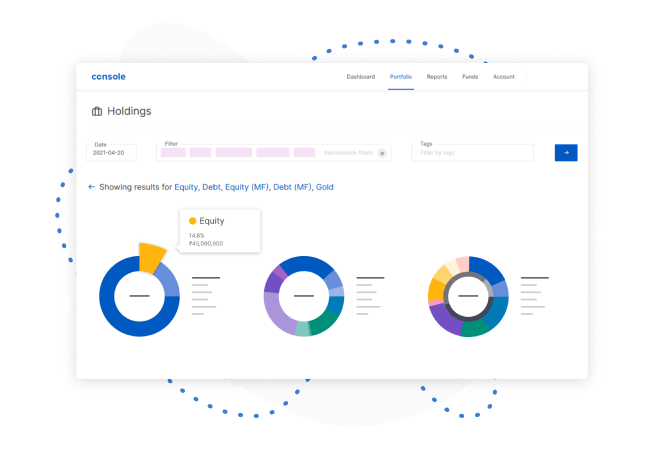 console
Dashboard Portfolio Reports Funds Account
Holdings
Date
2021-04-20
Filter
Sector/stock filters
Tags
Filter by tags
← Showing results for Equity, Debt, Equity (MF), Debt (MF), Gold
Equity
14.8%
₹45,090,900